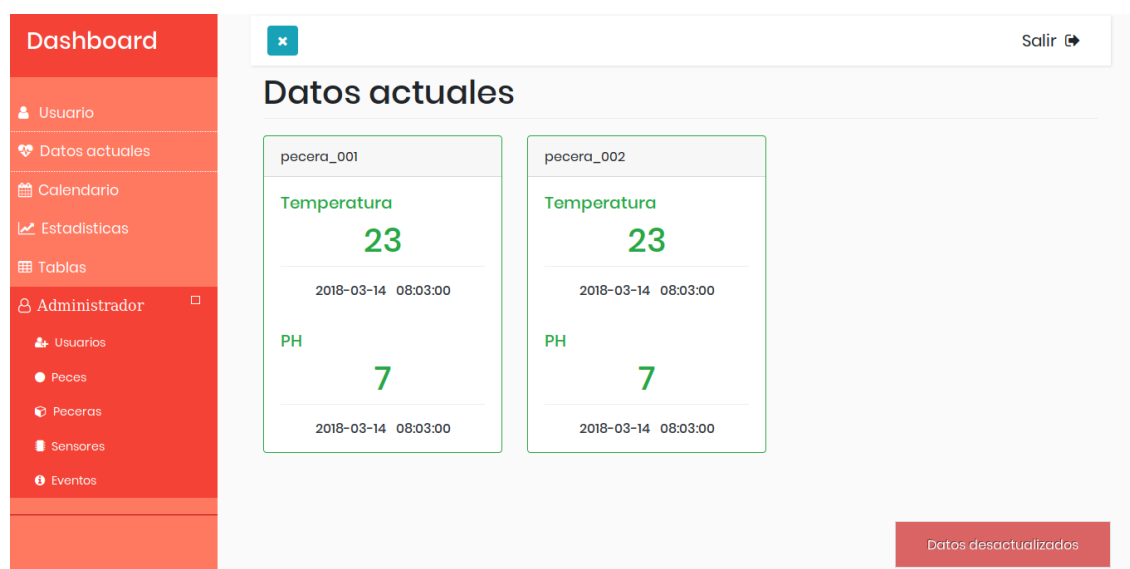 Dashboard
Salir
Datos actuales
Usuario
Datos actuales
Calendario
Estadisticas
Tablas
Administrador
Usuarios
Peces
Peceras
Sensores
Eventos
pecera_001
Temperatura
23
2018-03-14 08:03:00
PH
7
2018-03-14 08:03:00
pecera_002
Temperatura
23
2018-03-14 08:03:00
PH
7
2018-03-14 08:03:00
Datos desactualizados